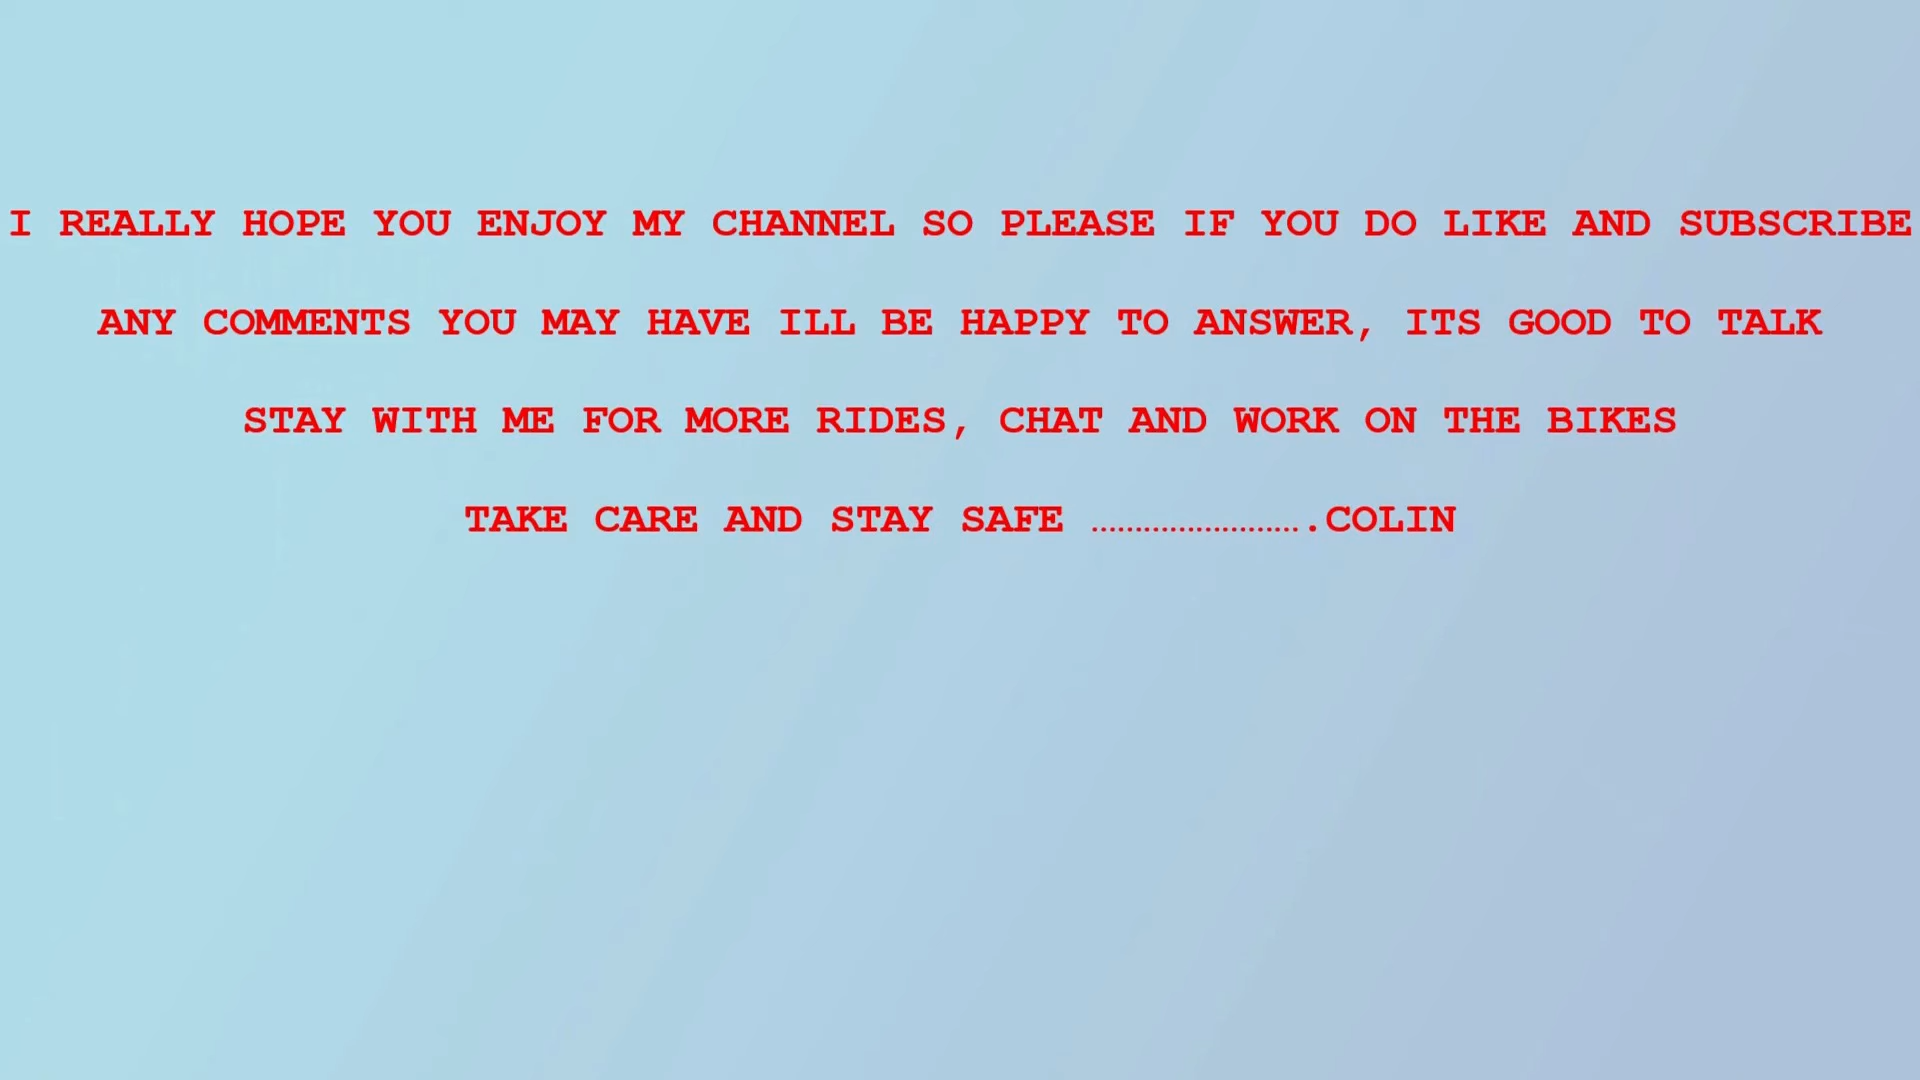 I REALLY HOPE YOU ENJOY MY CHANNEL SO PLEASE IF YOU DO LIKE AND SUBSCRIBE
ANY COMMENTS YOU MAY HAVE ILL BE HAPPY TO ANSWER, ITS GOOD TO TALK
STAY WITH ME FOR MORE RIDES, CHAT AND WORK ON THE BIKES
TAKE CARE AND STAY SAFE …………………….COLIN